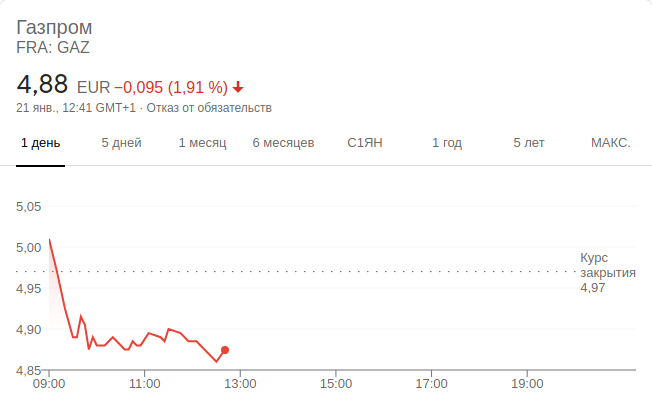 Газпром
FRA: GAZ
4,88 EUR −0,095 (1,91 %)
21 янв., 12:41 GMT+1 · Отказ от обязательств
1 день 5 дней 1 месяц 6 месяцев С1ЯН 1 год 5 лет МАКС.
5,05
5,00
Курс
закрытия
4,97
4,95
4,90
4,85
09:00 11:00 13:00 15:00 17:00 19:00